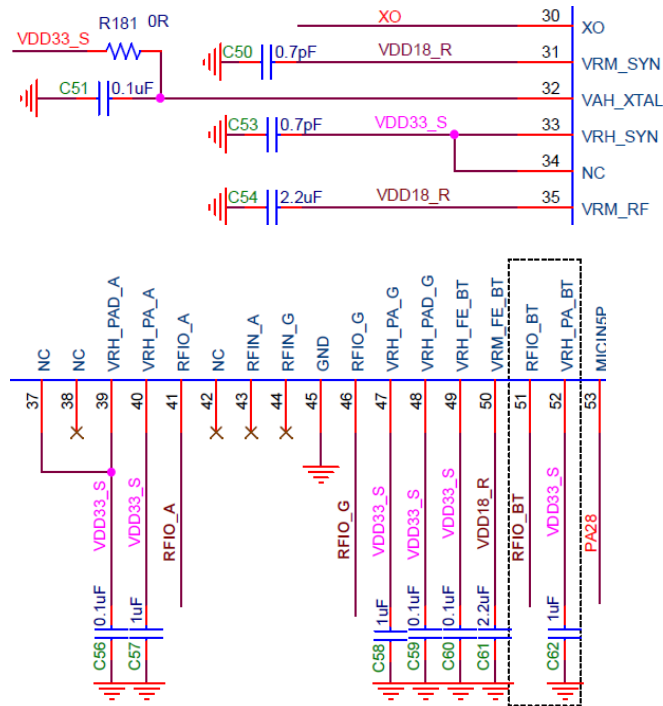 R181 0R
VDD33_S
XO 30 XO
C50 0.7pF VDD18_R 31 VRM_SYN
C51 0.1uF 32 VAH_XTAL
C53 0.7pF VDD33_S 33 VRH_SYN
34 NC
C54 2.2uF VDD18_R 35 VRM_RF
NC
NC
VRH_PAD_A
VRH_PA_A
RFIO_A
NC
RFIN_A
RFIN_G
GND
RFIO_G
VRH_PA_G
VRH_PAD_G
VRH_FE_BT
VRM_FE_BT
RFIO_BT
VRH_PA_BT
MICIN5P
37 38 39 40 41 42 43 44 45 46 47 48 49 50 51 52 53
VDD33_S
VDD33_S
RFIO_A
RFIO_G
VDD33_S
VDD33_S
VDD33_S
VDD18_R
RFIO_BT
VDD33_S
PA28
C56 0.1uF
C57 1uF
C58 1uF
C59 0.1uF
C60 0.1uF
C61 2.2uF
C62 1uF